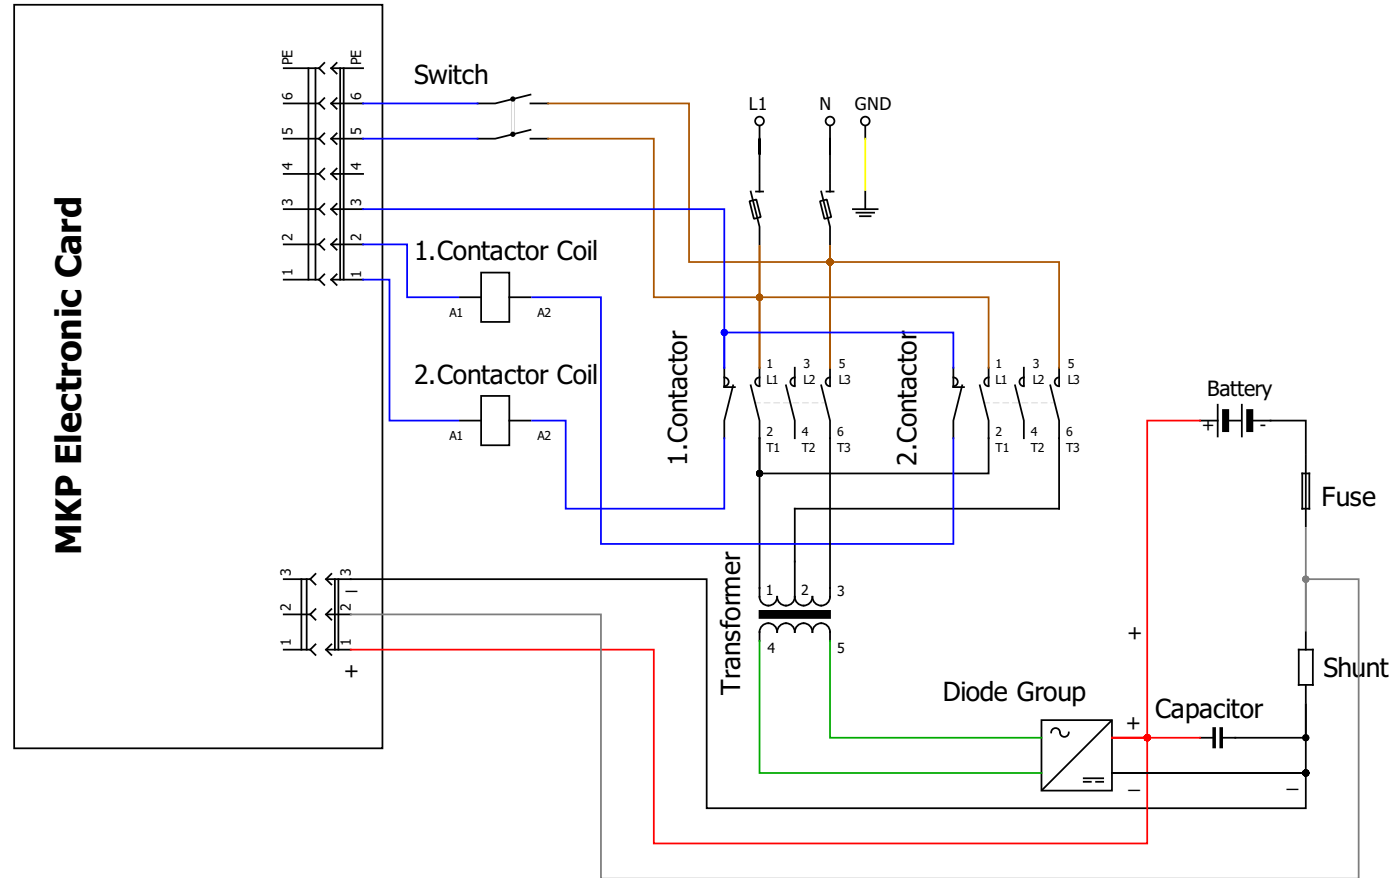 MKP Electronic Card
PE PE
6 6
5 5
4 4
3 3
2 2
1 1
Switch
L1 N GND
1.Contactor Coil
A1 A2
2.Contactor Coil
A1 A2
1.Contactor
1 3 5
L1 L2 L3
2 4 6
T1 T2 T3
2.Contactor
1 3 5
L1 L2 L3
2 4 6
T1 T2 T3
Battery
+ -
Fuse
Shunt
+
Transformer
1 2 3
4 5
Diode Group
+
−
Capacitor
−
3 3 −
2 2
1 1 +